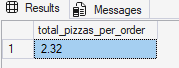 Results Messages
total_pizzas_per_order
1 2.32